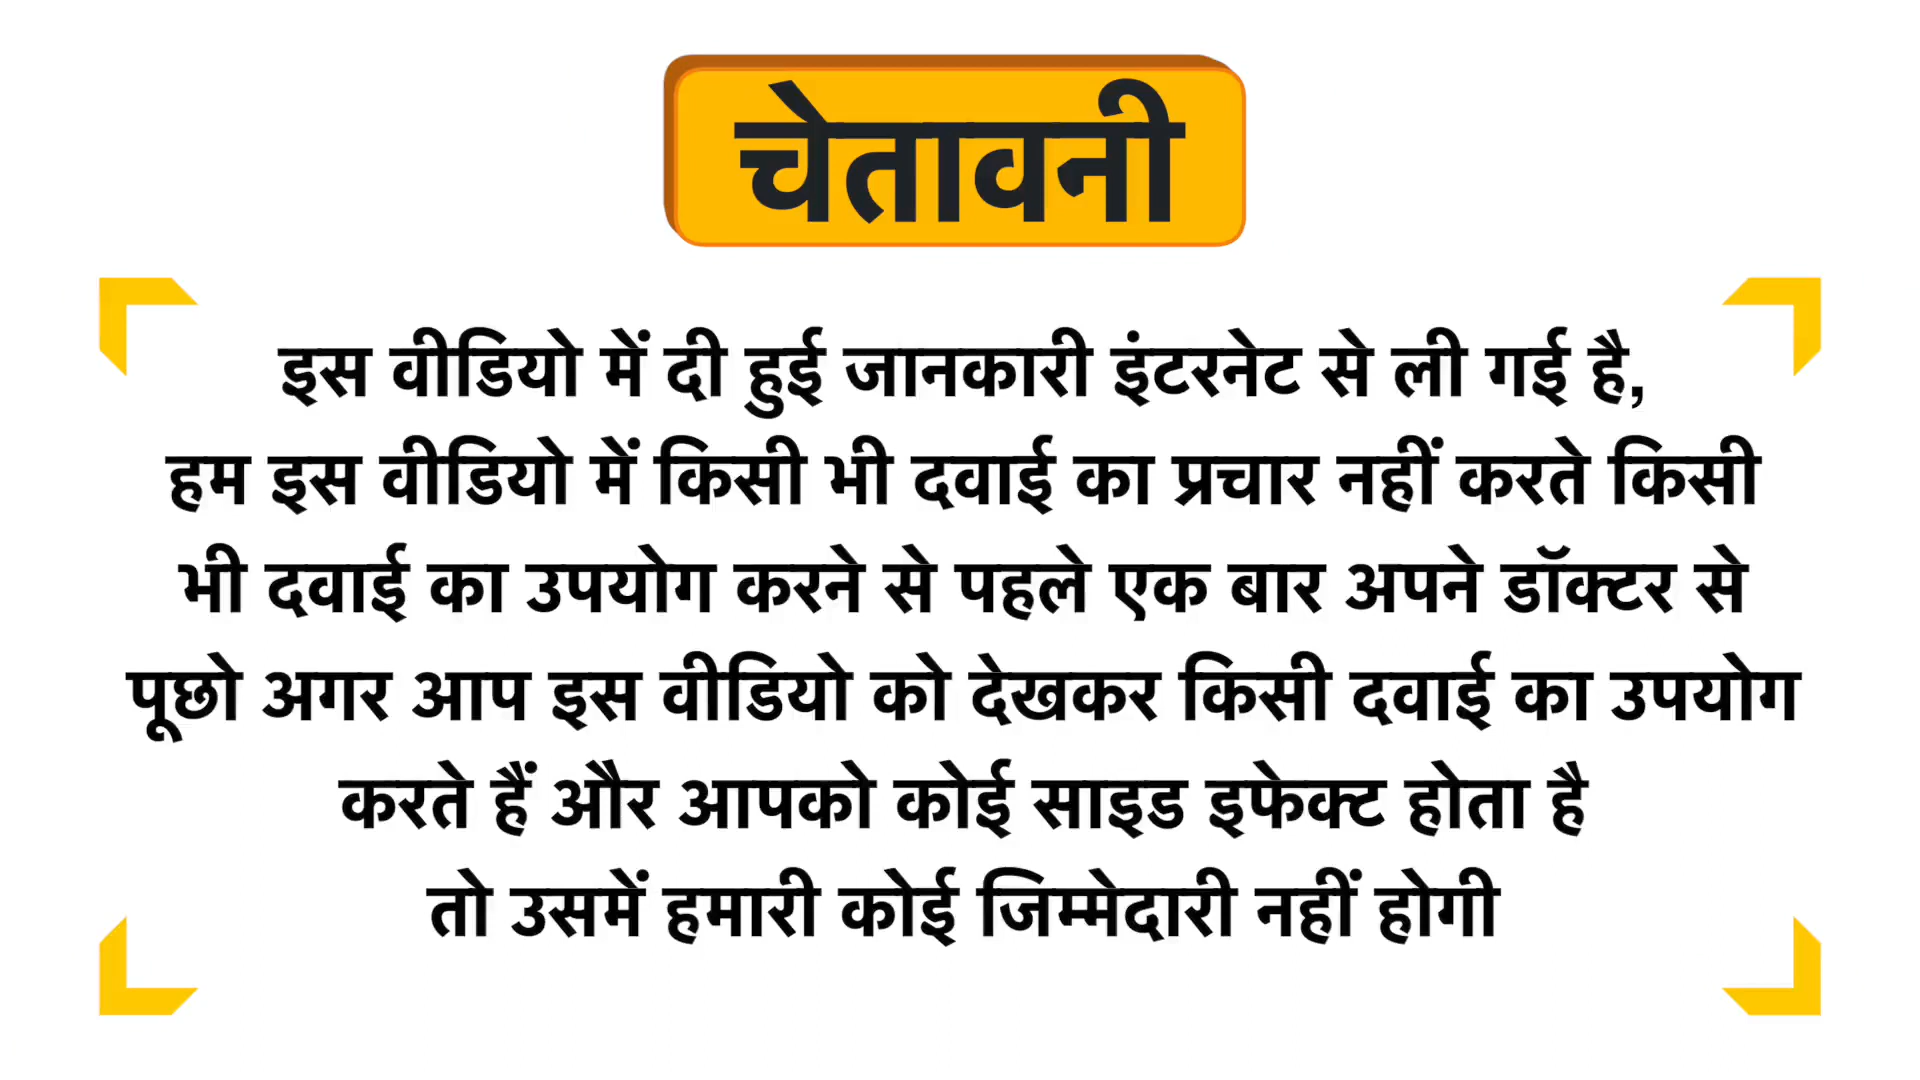 चेतावनी
इस वीडियो में दी हुई जानकारी इंटरनेट से ली गई है,
हम इस वीडियो में किसी भी दवाई का प्रचार नहीं करते किसी
भी दवाई का उपयोग करने से पहले एक बार अपने डॉक्टर से
पूछो अगर आप इस वीडियो को देखकर किसी दवाई का उपयोग
करते हैं और आपको कोई साइड इफेक्ट होता है
तो उसमें हमारी कोई जिम्मेदारी नहीं होगी